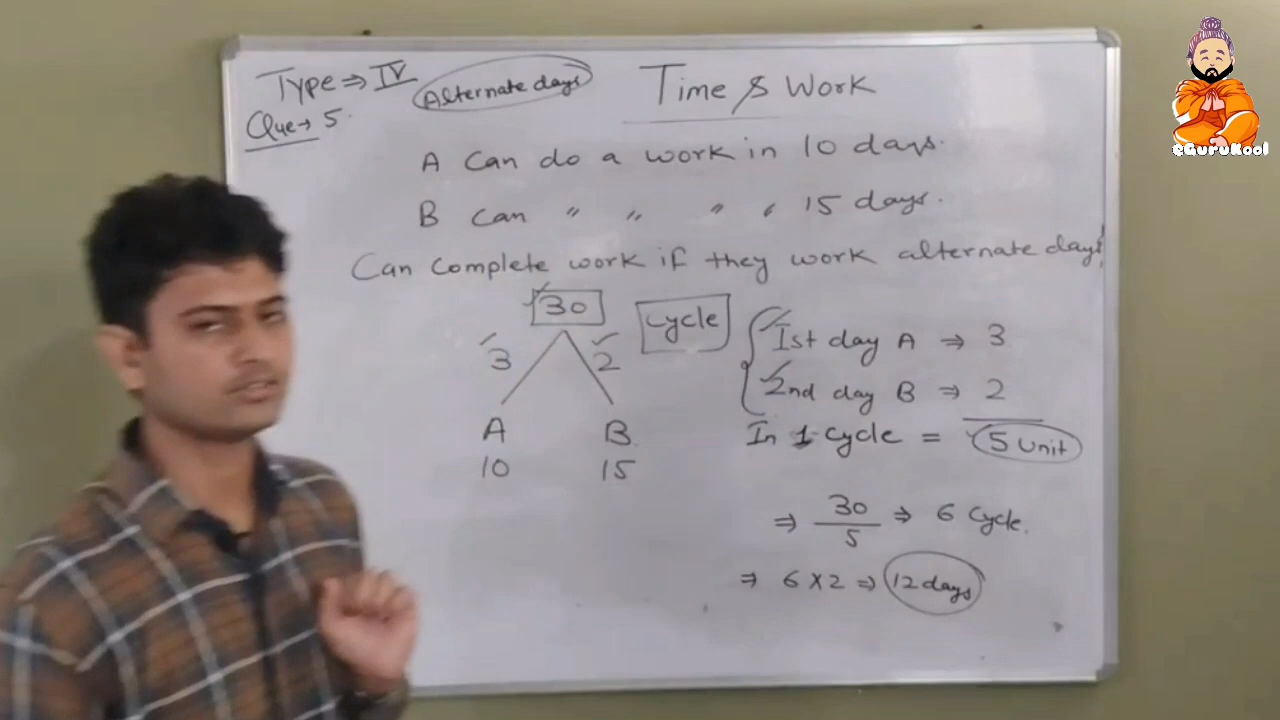 Type ⇒ IV
Alternate days
Time & Work
Que → 5.
A Can do a work in 10 days.
B Can " " " " 15 days.
Can Complete work if they work alternate days,
30
3 2
A B
10 15
Cycle
1st day A ⇒ 3
2nd day B ⇒ 2
In 1 cycle = 5 Unit
⇒ 30/5 ⇒ 6 Cycle.
⇒ 6 x 2 ⇒ 12 days
eGuruKool